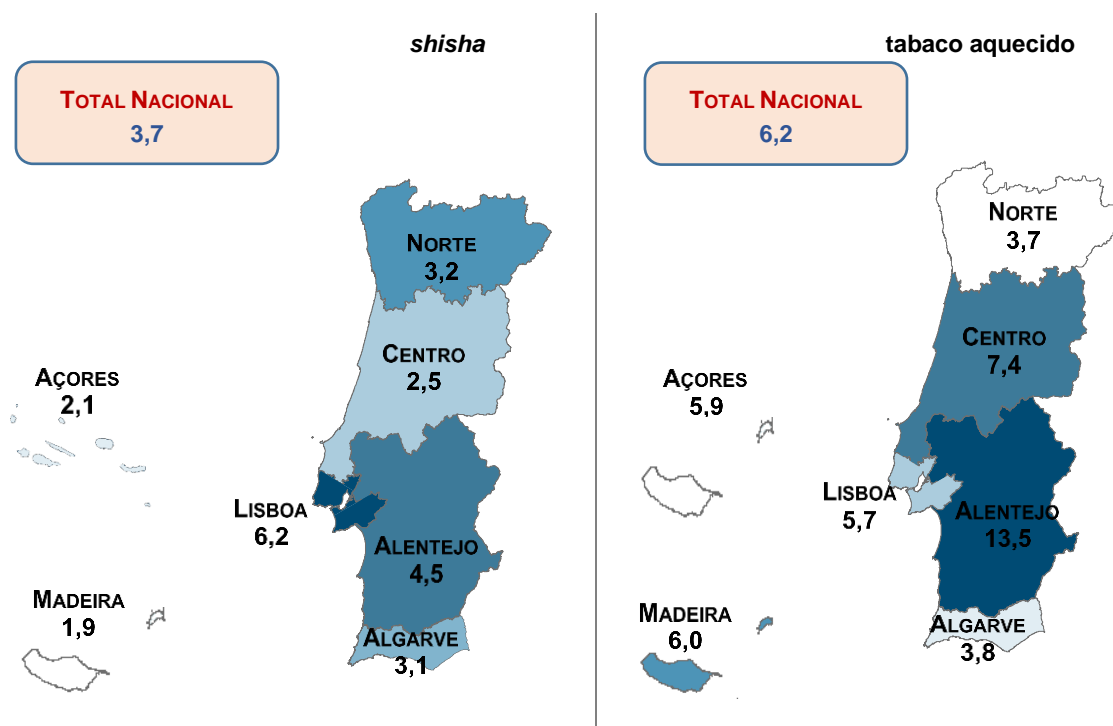 shisha
TOTAL NACIONAL
3,7
NORTE
3,2
CENTRO
2,5
AÇORES
2,1
LISBOA
6,2
ALENTEJO
4,5
MADEIRA
1,9
ALGARVE
3,1
tabaco aquecido
TOTAL NACIONAL
6,2
NORTE
3,7
CENTRO
7,4
AÇORES
5,9
LISBOA
5,7
ALENTEJO
13,5
MADEIRA
6,0
ALGARVE
3,8